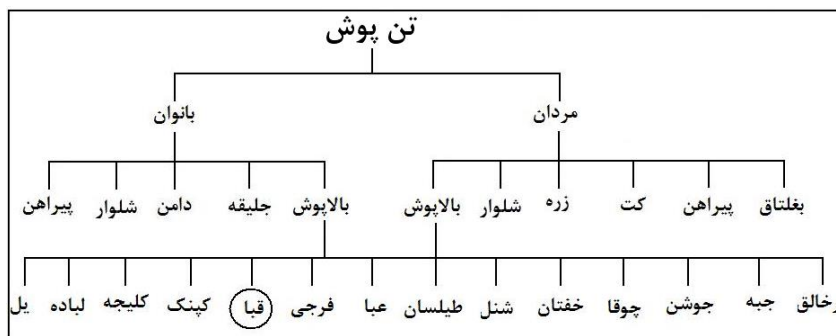 تن پوش
مردان بانوان
بغلتاق پیراهن کت زره شلوار بالاپوش بالاپوش جلیقه دامن شلوار پیراهن
رخالق جبه جوشن چوقا خفتان شنل طیلسان عبا فرجی قبا کپنک کلیجه لباده یل